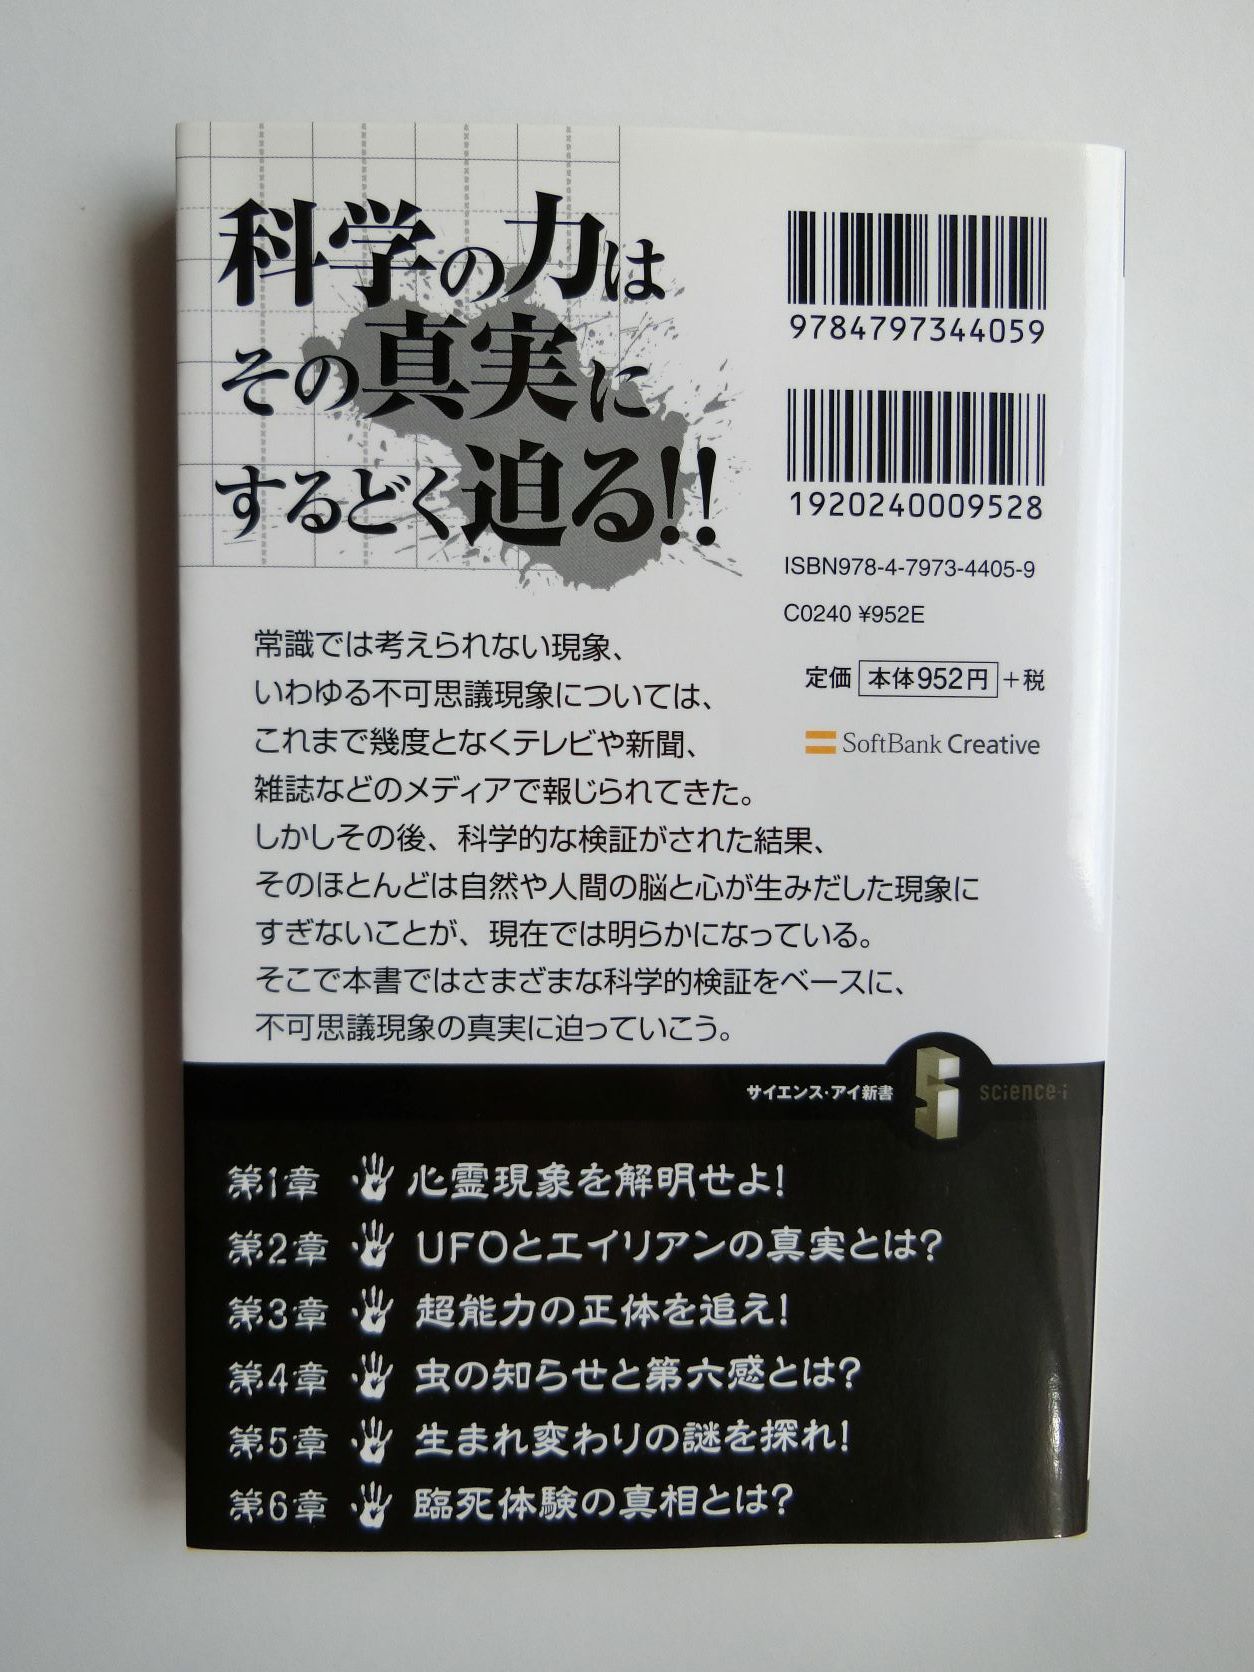 科学の力は
その真実に
するどく迫る!!
9784797344059
1920240009528
ISBN978-4-7973-4405-9
C0240 ¥952E
定価 本体952円+税
SoftBank Creative
常識では考えられない現象、
いわゆる不可思議現象については、
これまで幾度となくテレビや新聞、
雑誌などのメディアで報じられてきた。
しかしその後、科学的な検証がされた結果、
そのほとんどは自然や人間の脳と心が生みだした現象に
すぎないことが、現在では明らかになっている。
そこで本書ではさまざまな科学的検証をベースに、
不可思議現象の真実に迫っていこう。
サイエンス・アイ新書 Si science-i
第1章 心霊現象を解明せよ!
第2章 UFOとエイリアンの真実とは?
第3章 超能力の正体を追え!
第4章 虫の知らせと第六感とは?
第5章 生まれ変わりの謎を探れ!
第6章 臨死体験の真相とは?